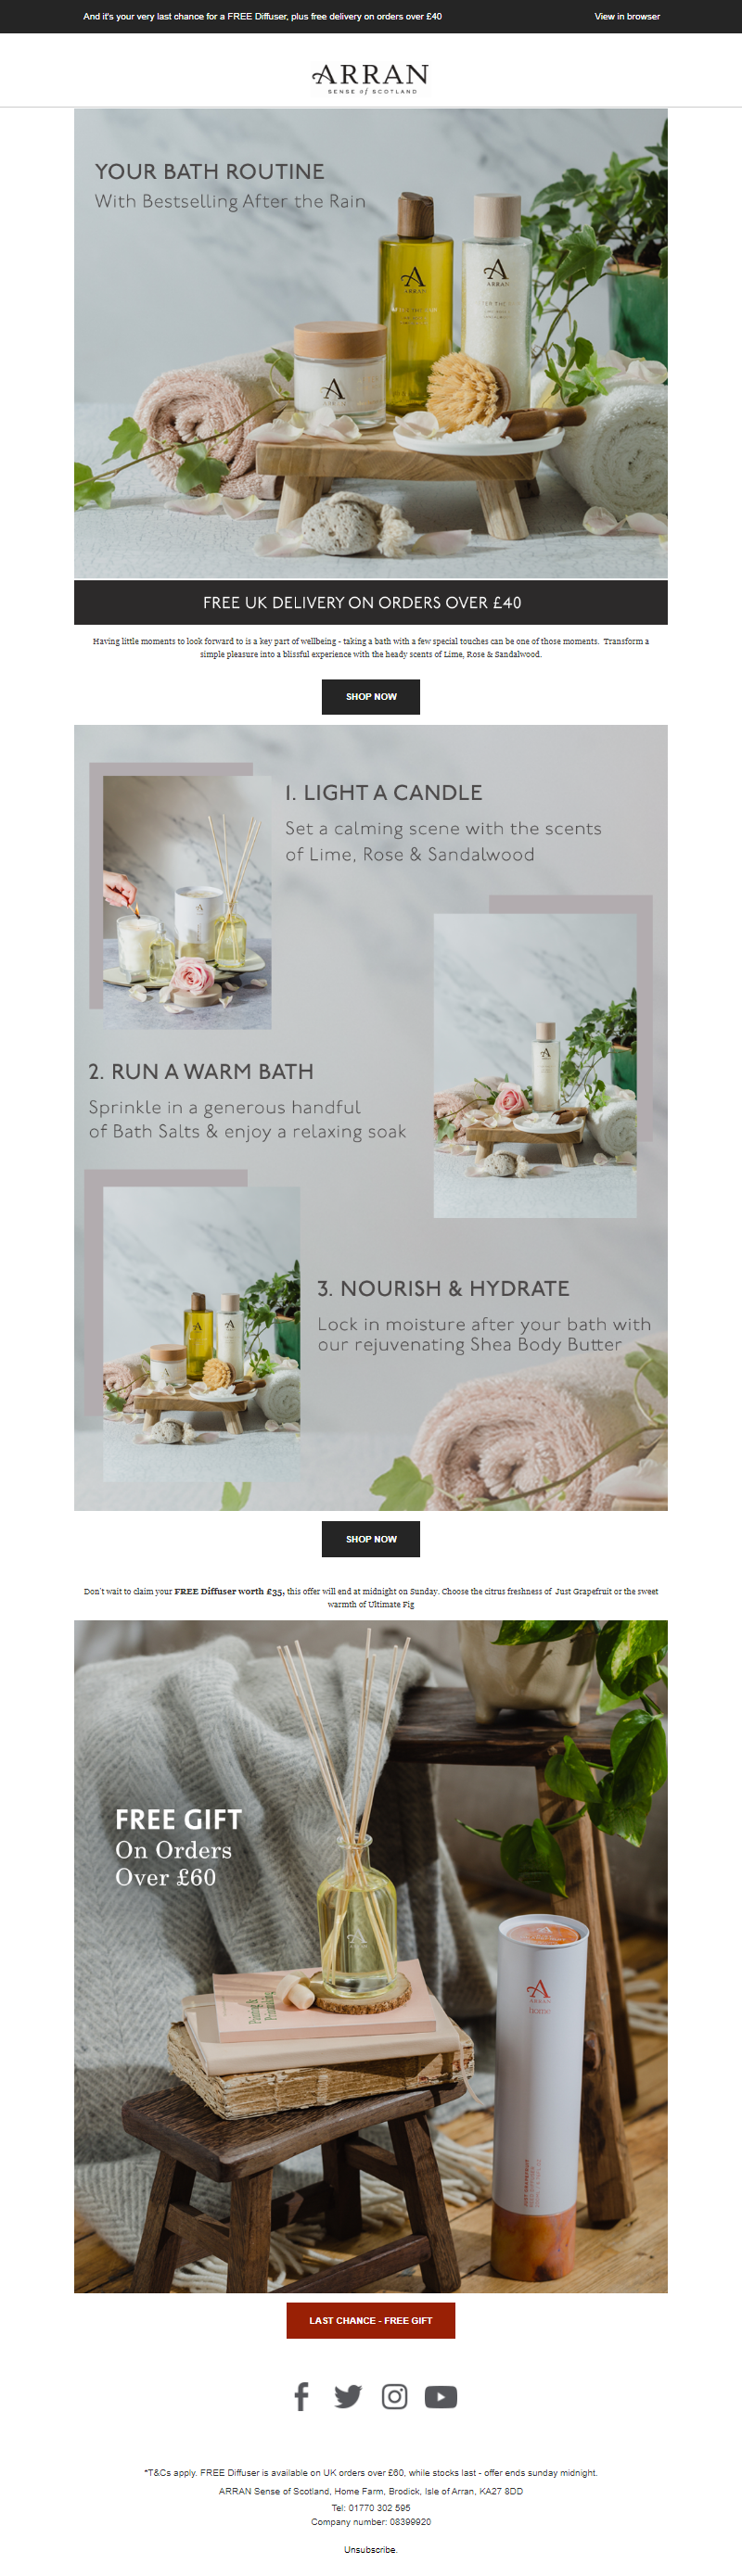 And it's your very last chance for a FREE Diffuser, plus free delivery on orders over £40
View in browser
ARRAN
SENSE of SCOTLAND
YOUR BATH ROUTINE
With Bestselling After the Rain
A
ARRAN
A
ARRAN
A
FREE UK DELIVERY ON ORDERS OVER £40
Having little moments to look forward to is a key part of wellbeing - taking a bath with a few special touches can be one of those moments. Transform a
simple pleasure into a blissful experience with the heady scents of Lime, Rose & Sandalwood.
SHOP NOW
1. LIGHT A CANDLE
Set a calming scene with the scents
of Lime, Rose & Sandalwood
2. RUN A WARM BATH
Sprinkle in a generous handful
of Bath Salts & enjoy a relaxing soak
3. NOURISH & HYDRATE
Lock in moisture after your bath with
our rejuvenating Shea Body Butter
SHOP NOW
Don't wait to claim your FREE Diffuser worth £35, this offer will end at midnight on Sunday. Choose the citrus freshness of Just Grapefruit or the sweet
warmth of Ultimate Fig
FREE GIFT
On Orders
Over £60
A
ARRAN
home
JUST GRAPEFRUIT
LAST CHANCE - FREE GIFT
*T&Cs apply. FREE Diffuser is available on UK orders over £60, while stocks last - offer ends sunday midnight.
ARRAN Sense of Scotland, Home Farm, Brodick, Isle of Arran, KA27 8DD
Tel: 01770 302 595
Company number: 08399920
Unsubscribe.